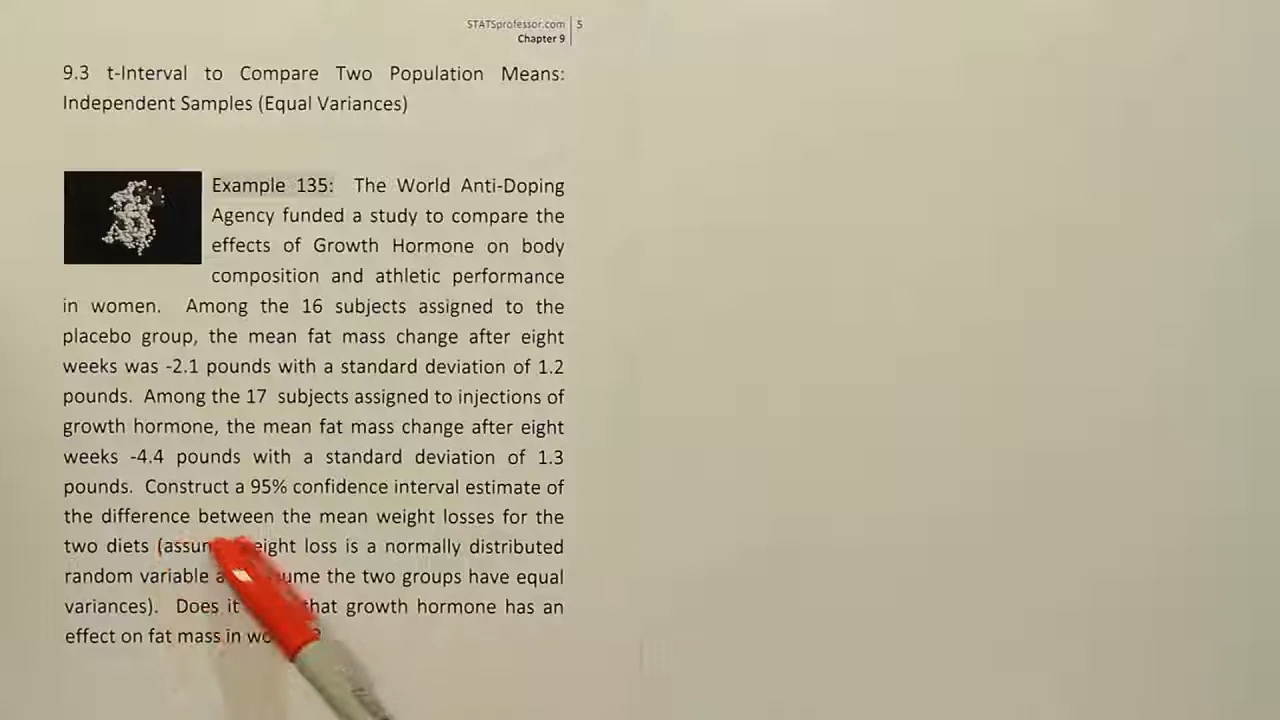 STATSprofessor.com 5
Chapter 9
9.3 t-Interval to Compare Two Population Means:
Independent Samples (Equal Variances)
Example 135: The World Anti-Doping
Agency funded a study to compare the
effects of Growth Hormone on body
composition and athletic performance
in women. Among the 16 subjects assigned to the
placebo group, the mean fat mass change after eight
weeks was -2.1 pounds with a standard deviation of 1.2
pounds. Among the 17 subjects assigned to injections of
growth hormone, the mean fat mass change after eight
weeks -4.4 pounds with a standard deviation of 1.3
pounds. Construct a 95% confidence interval estimate of
the difference between the mean weight losses for the
two diets loss is a normally distributed
random variable the two groups have equal
variances). Does it that growth hormone has an
effect on fat mass in